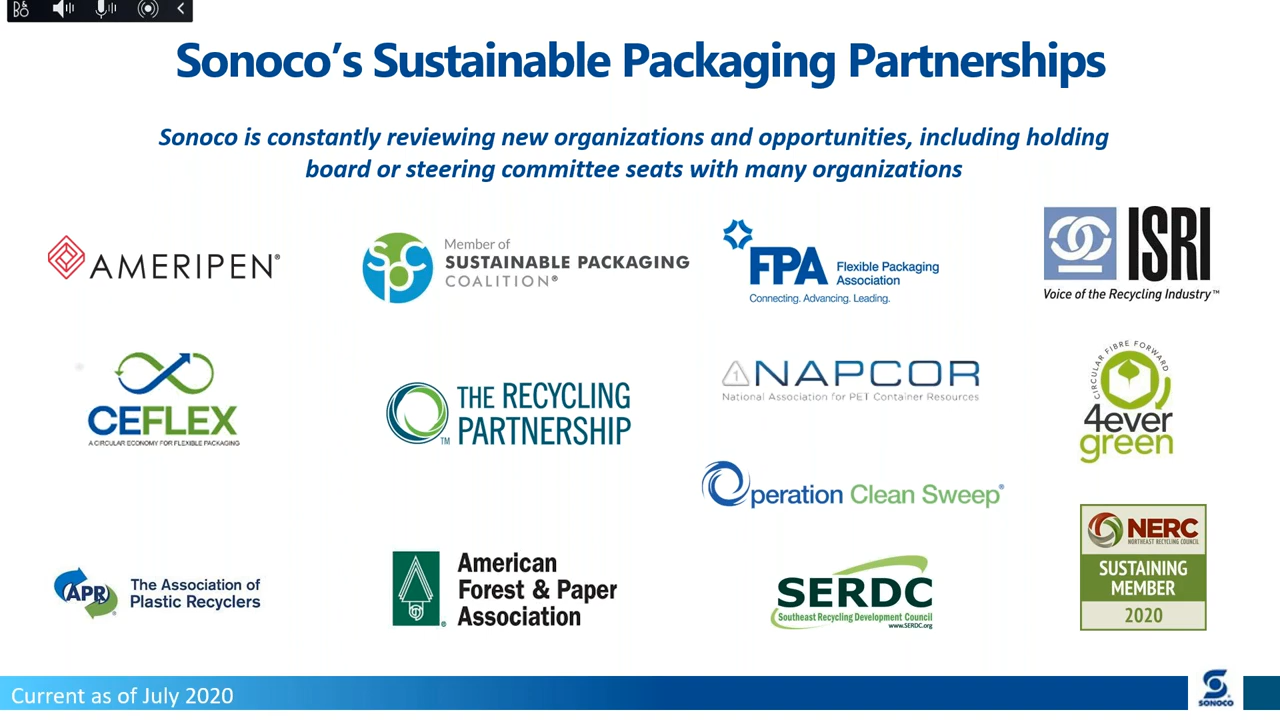 Sonoco's Sustainable Packaging Partnerships
Sonoco is constantly reviewing new organizations and opportunities, including holding
board or steering committee seats with many organizations
AMERIPEN®
spc
Member of
SUSTAINABLE PACKAGING
COALITION®
FPA
Flexible Packaging
Association
Connecting. Advancing. Leading.
ISRI
Voice of the Recycling Industry™
CEFLEX
A CIRCULAR ECONOMY FOR FLEXIBLE PACKAGING
THE RECYCLING
PARTNERSHIP
TM
1
NAPCOR
National Association for PET Container Resources
CIRCULAR FIBRE FORWARD
4ever
green
Operation Clean Sweep®
APR
The Association of
Plastic Recyclers
American
Forest & Paper
Association
SERDC
Southeast Recycling Development Council
www.SERDC.org
NERC
NORTHEAST RECYCLING COUNCIL
SUSTAINING
MEMBER
2020
Current as of July 2020
SONOCO